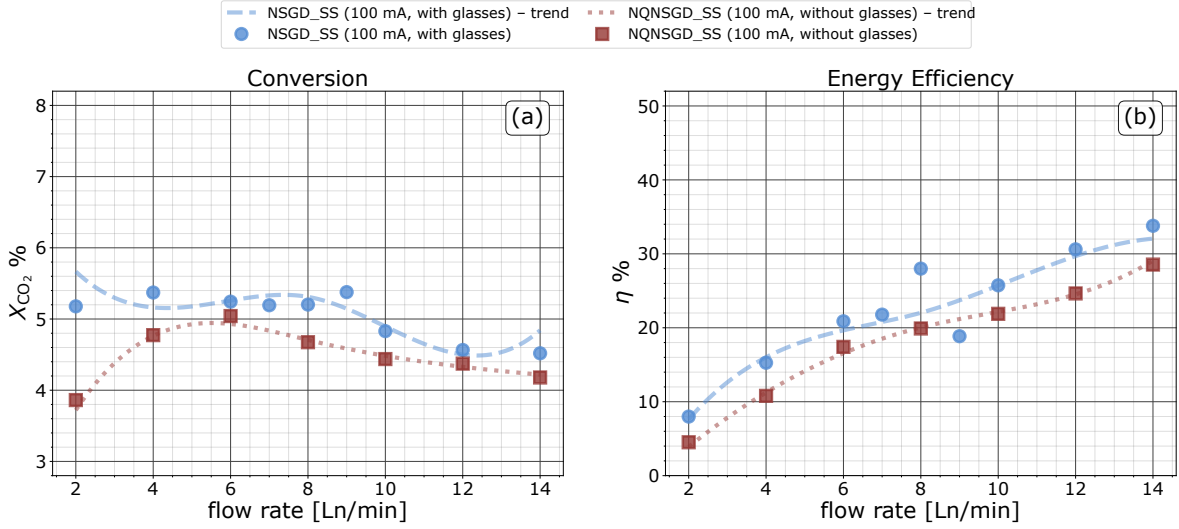 NSGD_SS (100 mA, with glasses) – trend
NSGD_SS (100 mA, with glasses)
NQNSGD_SS (100 mA, without glasses) – trend
NQNSGD_SS (100 mA, without glasses)
Conversion
(a)
8
7
6
5
4
3
X_CO₂ %
2 4 6 8 10 12 14
flow rate [Ln/min]
Energy Efficiency
(b)
50
40
30
20
10
0
η %
2 4 6 8 10 12 14
flow rate [Ln/min]